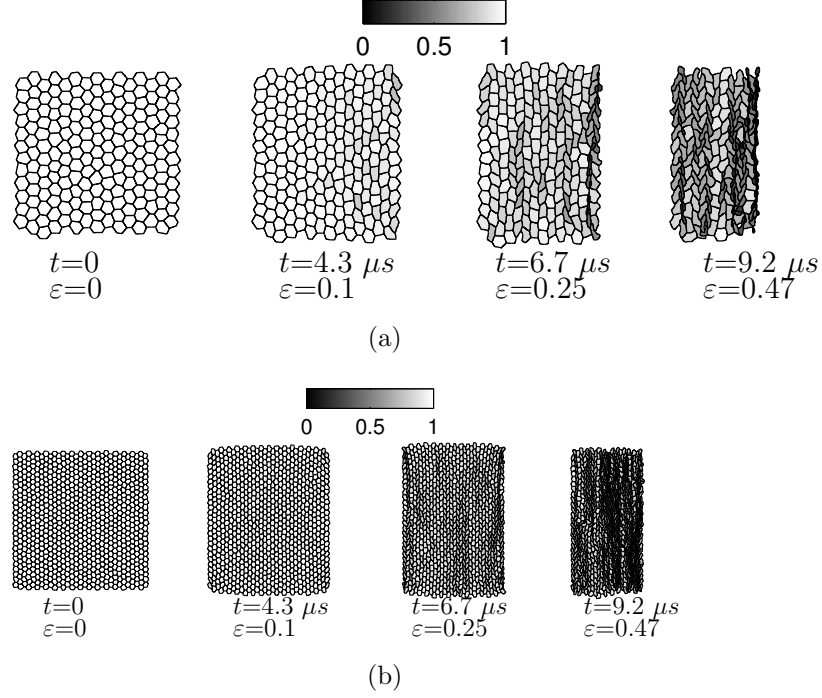 0 0.5 1
t=0 t=4.3 μs t=6.7 μs t=9.2 μs
ε=0 ε=0.1 ε=0.25 ε=0.47
(a)
0 0.5 1
t=0 t=4.3 μs t=6.7 μs t=9.2 μs
ε=0 ε=0.1 ε=0.25 ε=0.47
(b)